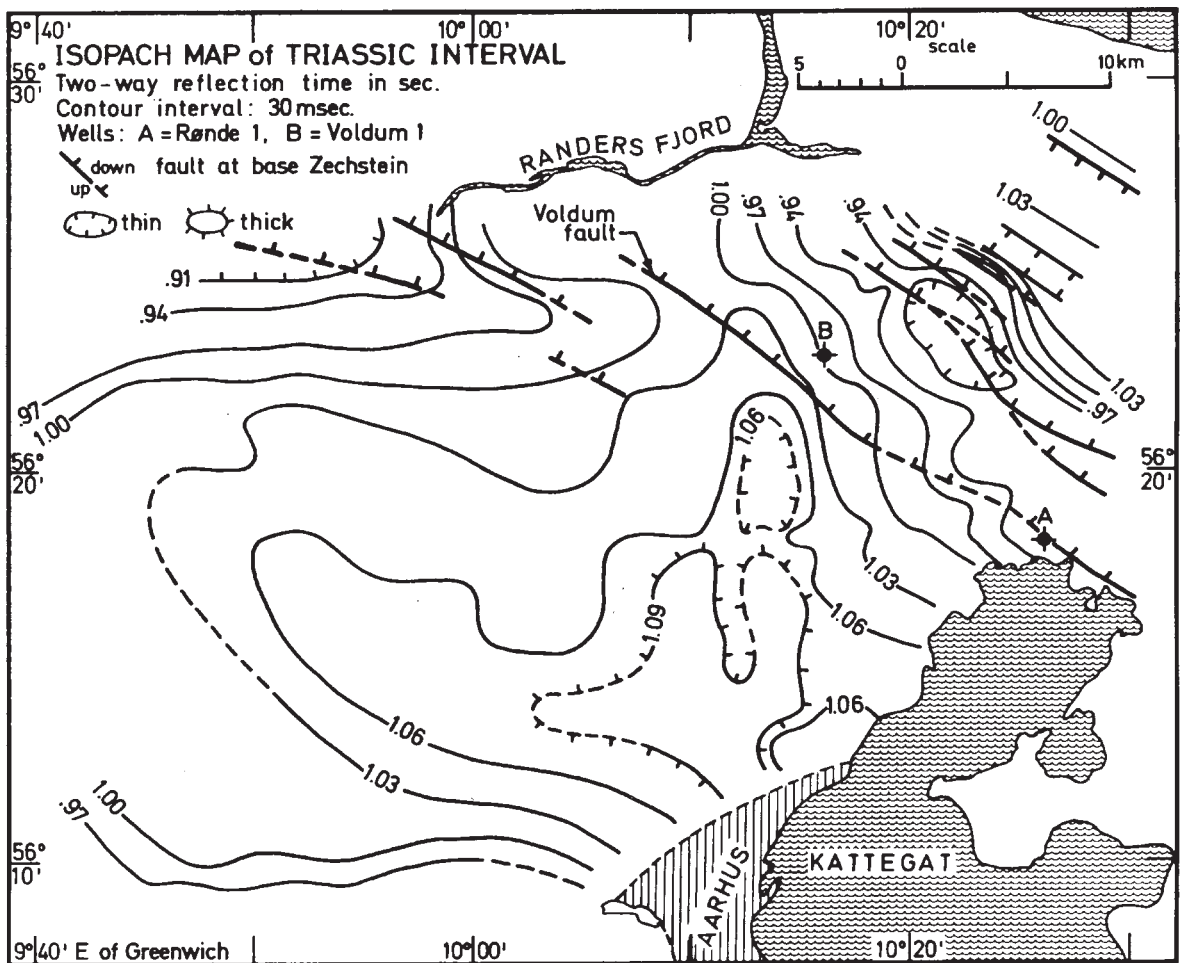 9° 40'
10° 00'
10° 20'
ISOPACH MAP of TRIASSIC INTERVAL
Two-way reflection time in sec.
Contour interval: 30 msec.
Wells: A = Rønde 1, B = Voldum 1
down fault at base Zechstein
up
thin thick
scale
5 0 10 km
56°
30'
RANDERS FJORD
Voldum
fault
1.00
1.03
1.00
.97
.94
.94
.91
.94
.97
1.00
B
1.03
.97
1.06
56°
20'
56°
20'
A
1.03
1.06
1.09
1.06
1.06
1.03
1.00
.97
56°
10'
AARHUS
KATTEGAT
9° 40' E of Greenwich
10° 00'
10° 20'